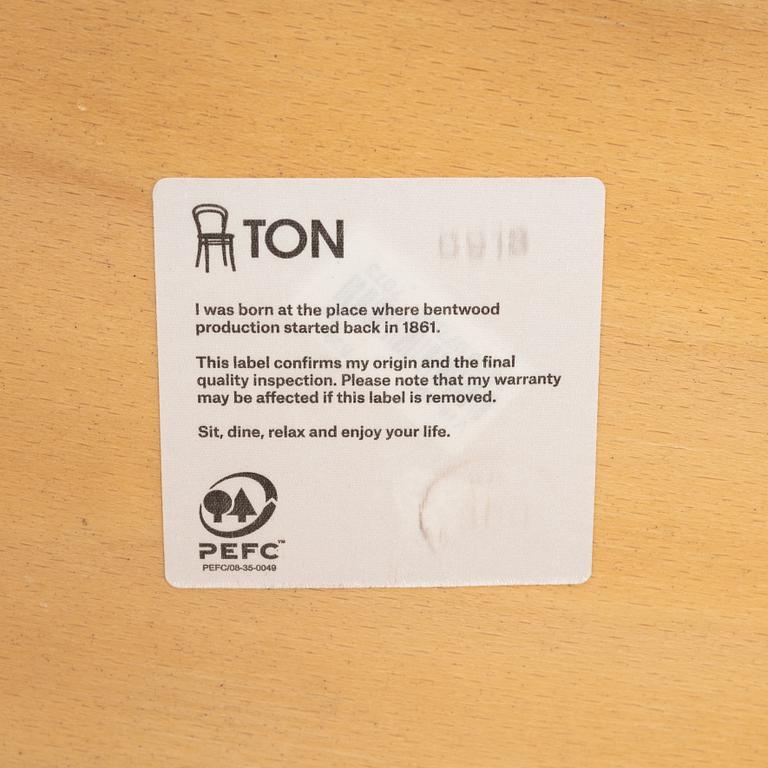 TON
I was born at the place where bentwood
production started back in 1861.
This label confirms my origin and the final
quality inspection. Please note that my warranty
may be affected if this label is removed.
Sit, dine, relax and enjoy your life.
PEFC™
PEFC/08-35-0049